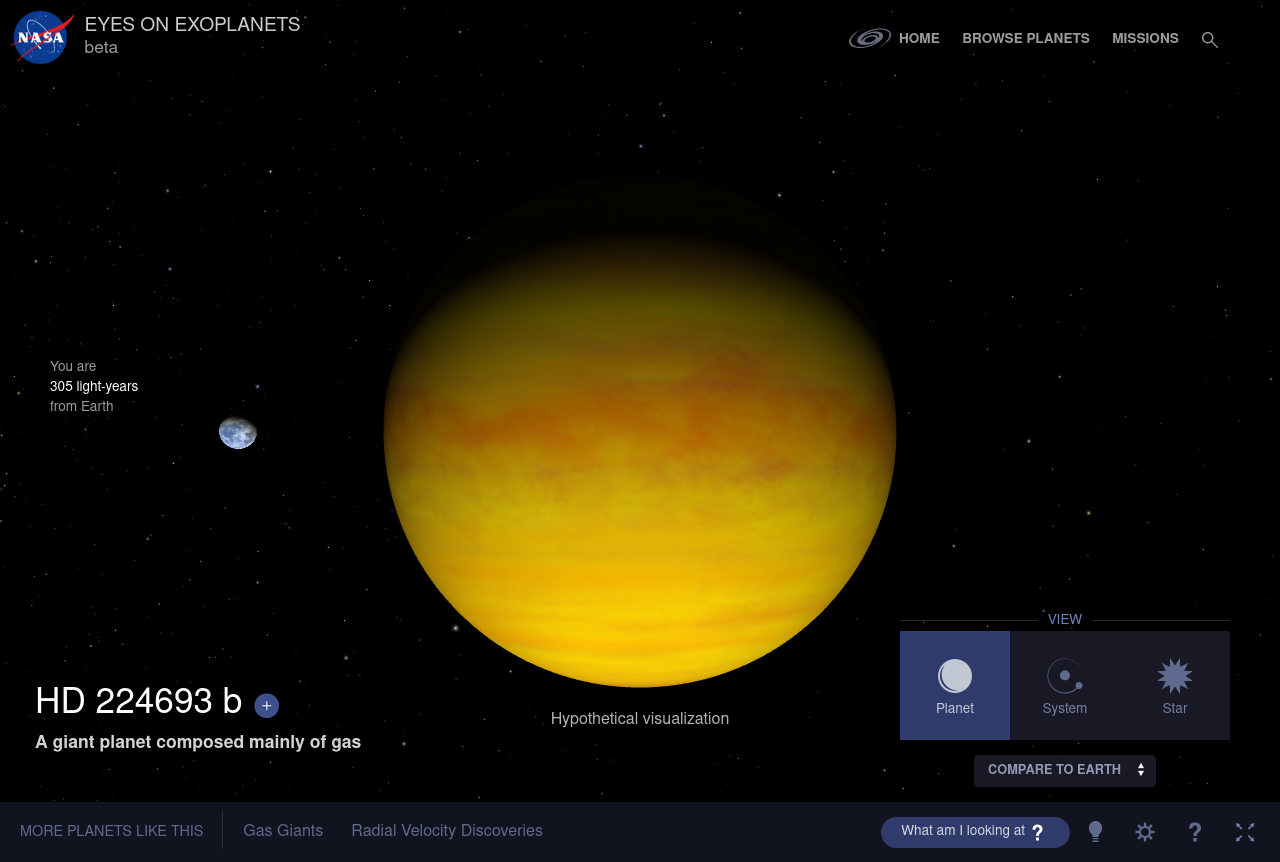 NASA
EYES ON EXOPLANETS
beta
HOME
BROWSE PLANETS
MISSIONS
You are
305 light-years
from Earth
HD 224693 b
+
A giant planet composed mainly of gas
Hypothetical visualization
VIEW
Planet
System
Star
COMPARE TO EARTH
MORE PLANETS LIKE THIS
Gas Giants
Radial Velocity Discoveries
What am I looking at ?
?